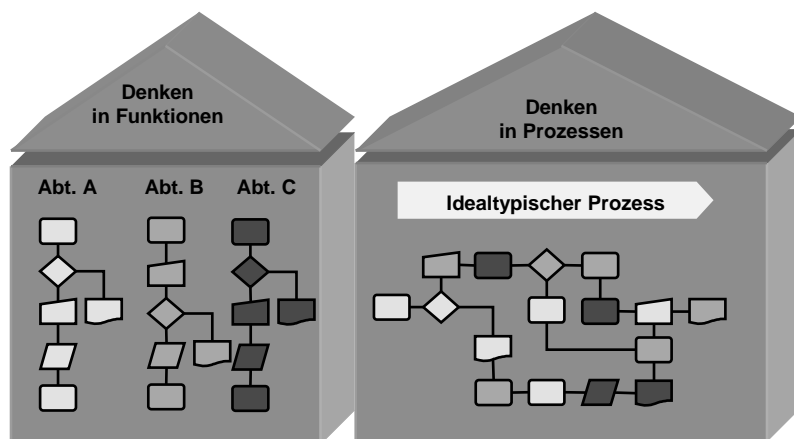 Denken
in Funktionen
Abt. A
Abt. B
Abt. C
Denken
in Prozessen
Idealtypischer Prozess